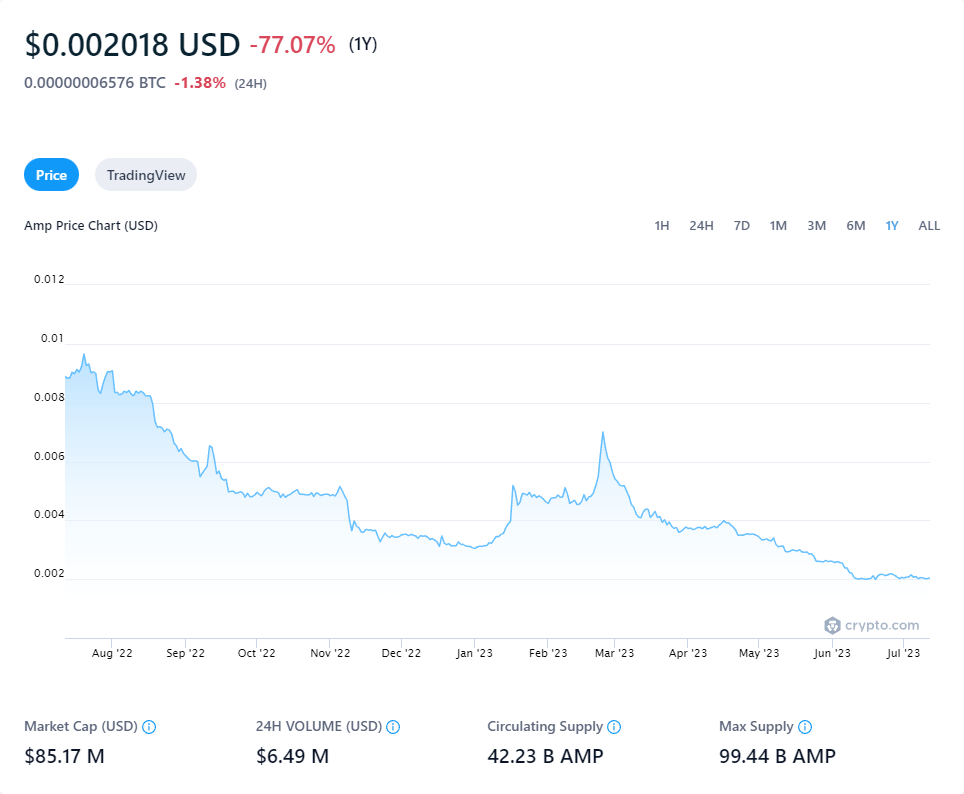 $0.002018 USD -77.07% (1Y)
0.00000006576 BTC -1.38% (24H)
Price TradingView
Amp Price Chart (USD) 1H 24H 7D 1M 3M 6M 1Y ALL
0.012
0.01
0.008
0.006
0.004
0.002
crypto.com
Aug '22 Sep '22 Oct '22 Nov '22 Dec '22 Jan '23 Feb '23 Mar '23 Apr '23 May '23 Jun '23 Jul '23
Market Cap (USD) 24H VOLUME (USD) Circulating Supply Max Supply
$85.17 M $6.49 M 42.23 B AMP 99.44 B AMP